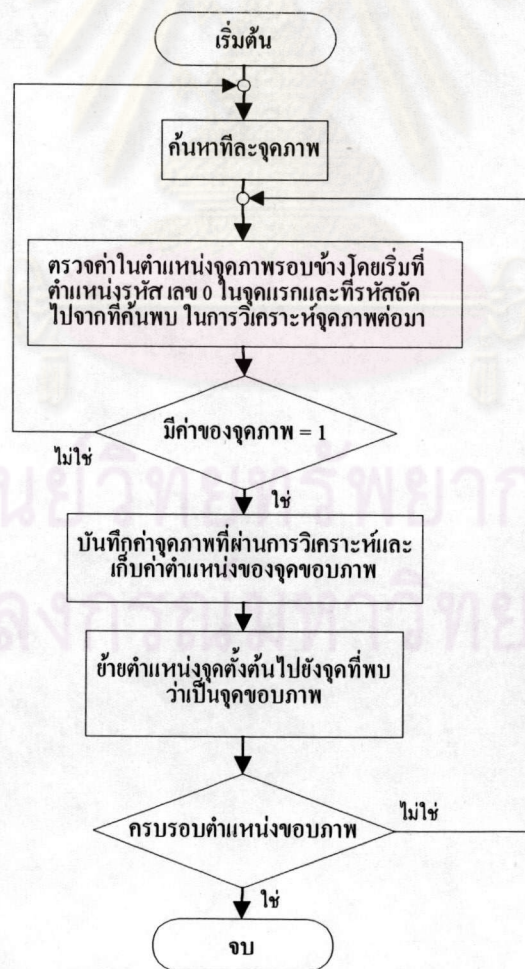 เริ่มต้น
ค้นหาทีละจุดภาพ
ตรวจค่าในตำแหน่งจุดภาพรอบข้างโดยเริ่มที่
ตำแหน่งรหัส เลข 0 ในจุดแรกและที่รหัสถัด
ไปจากที่ค้นพบ ในการวิเคราะห์จุดภาพต่อมา
มีค่าของจุดภาพ = 1
ไม่ใช่
ใช่
บันทึกค่าจุดภาพที่ผ่านการวิเคราะห์และ
เก็บค่าตำแหน่งของจุดขอบภาพ
ย้ายตำแหน่งจุดตั้งต้นไปยังจุดที่พบ
ว่าเป็นจุดขอบภาพ
ครบรอบตำแหน่งขอบภาพ
ไม่ใช่
ใช่
จบ